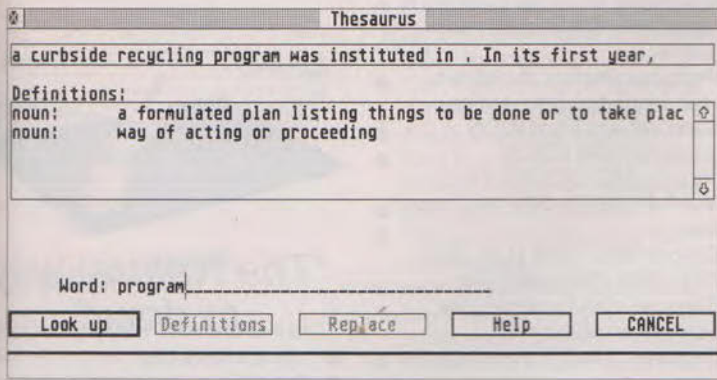 Thesaurus
a curbside recycling program was instituted in . In its first year,
Definitions:
noun: a formulated plan listing things to be done or to take plac
noun: way of acting or proceeding
Word: program
Look up Definitions Replace Help CANCEL